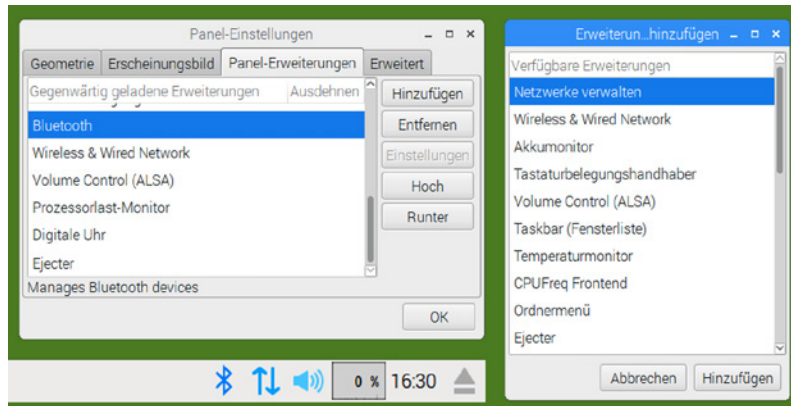 Panel-Einstellungen
Geometrie Erscheinungsbild Panel-Erweiterungen Erweitert
Gegenwärtig geladene Erweiterungen Ausdehnen
Bluetooth
Wireless & Wired Network
Volume Control (ALSA)
Prozessorlast-Monitor
Digitale Uhr
Ejecter
Manages Bluetooth devices
Hinzufügen
Entfernen
Einstellungen
Hoch
Runter
OK
0 % 16:30
Erweiterun...hinzufügen
Verfügbare Erweiterungen
Netzwerke verwalten
Wireless & Wired Network
Akkumonitor
Tastaturbelegungshandhaber
Volume Control (ALSA)
Taskbar (Fensterliste)
Temperaturmonitor
CPUFreq Frontend
Ordnermenü
Ejecter
Abbrechen Hinzufügen